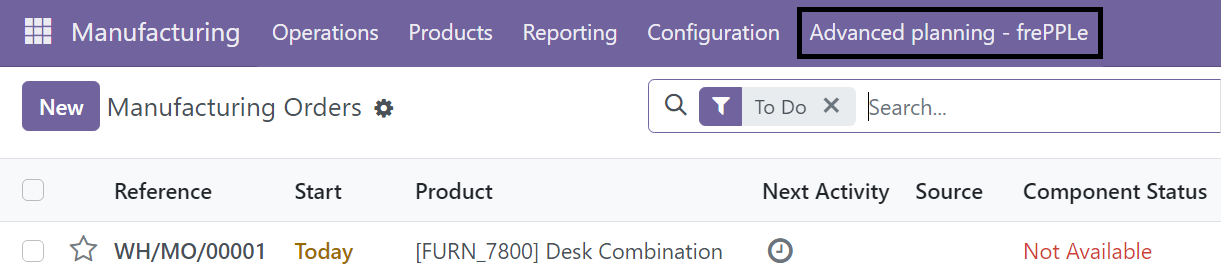 Manufacturing Operations Products Reporting Configuration Advanced planning - frePPLe
New Manufacturing Orders To Do Search...
Reference Start Product Next Activity Source Component Status
WH/MO/00001 Today [FURN_7800] Desk Combination Not Available